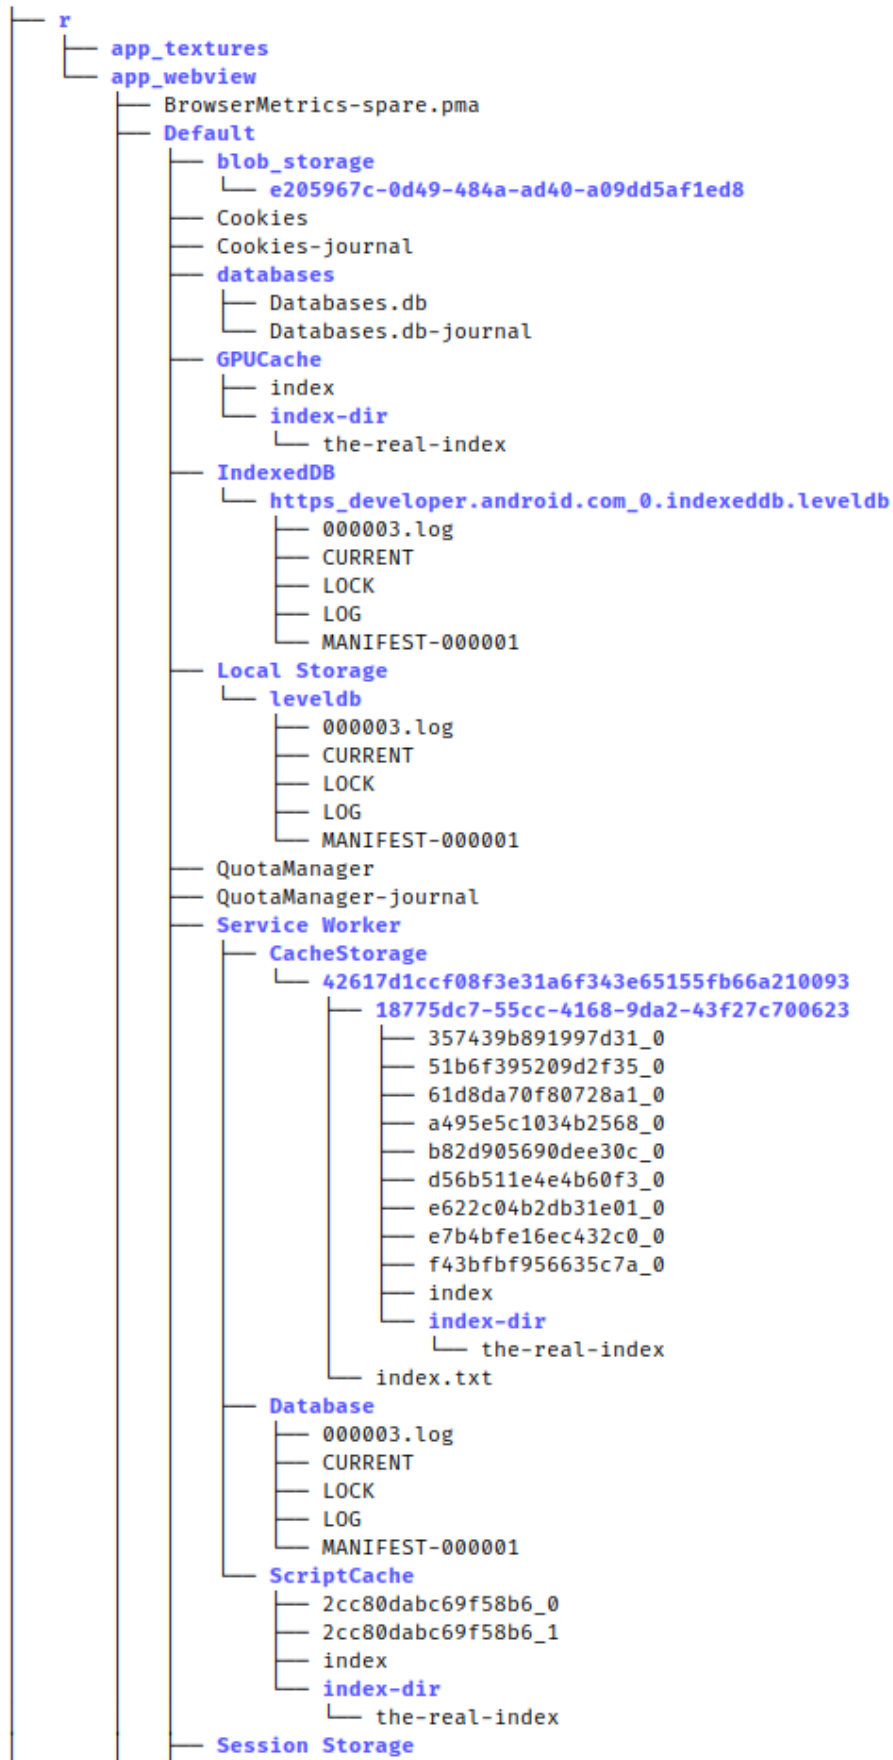 ├── r
│   ├── app_textures
│   └── app_webview
│       ├── BrowserMetrics-spare.pma
│       ├── Default
│       │   ├── blob_storage
│       │   │   └── e205967c-0d49-484a-ad40-a09dd5af1ed8
│       │   ├── Cookies
│       │   ├── Cookies-journal
│       │   ├── databases
│       │   │   ├── Databases.db
│       │   │   └── Databases.db-journal
│       │   ├── GPUCache
│       │   │   ├── index
│       │   │   └── index-dir
│       │   │       └── the-real-index
│       │   ├── IndexedDB
│       │   │   └── https_developer.android.com_0.indexeddb.leveldb
│       │   │       ├── 000003.log
│       │   │       ├── CURRENT
│       │   │       ├── LOCK
│       │   │       ├── LOG
│       │   │       └── MANIFEST-000001
│       │   ├── Local Storage
│       │   │   └── leveldb
│       │   │       ├── 000003.log
│       │   │       ├── CURRENT
│       │   │       ├── LOCK
│       │   │       ├── LOG
│       │   │       └── MANIFEST-000001
│       │   ├── QuotaManager
│       │   ├── QuotaManager-journal
│       │   ├── Service Worker
│       │   │   ├── CacheStorage
│       │   │   │   └── 42617d1ccf08f3e31a6f343e65155fb66a210093
│       │   │   │       ├── 18775dc7-55cc-4168-9da2-43f27c700623
│       │   │   │       │   ├── 357439b891997d31_0
│       │   │   │       │   ├── 51b6f395209d2f35_0
│       │   │   │       │   ├── 61d8da70f80728a1_0
│       │   │   │       │   ├── a495e5c1034b2568_0
│       │   │   │       │   ├── b82d905690dee30c_0
│       │   │   │       │   ├── d56b511e4e4b60f3_0
│       │   │   │       │   ├── e622c04b2db31e01_0
│       │   │   │       │   ├── e7b4bfe16ec432c0_0
│       │   │   │       │   ├── f43bfbf956635c7a_0
│       │   │   │       │   ├── index
│       │   │   │       │   └── index-dir
│       │   │   │       │       └── the-real-index
│       │   │   │       └── index.txt
│       │   │   ├── Database
│       │   │   │   ├── 000003.log
│       │   │   │   ├── CURRENT
│       │   │   │   ├── LOCK
│       │   │   │   ├── LOG
│       │   │   │   └── MANIFEST-000001
│       │   │   └── ScriptCache
│       │   │       ├── 2cc80dabc69f58b6_0
│       │   │       ├── 2cc80dabc69f58b6_1
│       │   │       ├── index
│       │   │       └── index-dir
│       │   │           └── the-real-index
│       │   ├── Session Storage